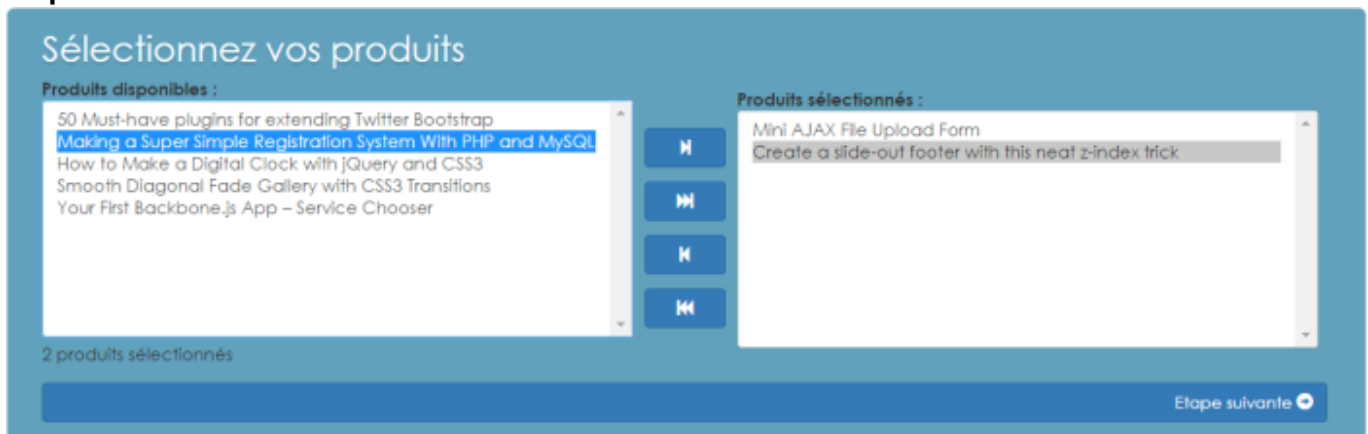 Sélectionnez vos produits
Produits disponibles :
50 Must-have plugins for extending Twitter Bootstrap
Making a Super Simple Registration System With PHP and MySQL
How to Make a Digital Clock with jQuery and CSS3
Smooth Diagonal Fade Gallery with CSS3 Transitions
Your First Backbone.js App – Service Chooser
2 produits sélectionnés
Produits sélectionnés :
Mini AJAX File Upload Form
Create a slide-out footer with this neat z-index trick
Etape suivante